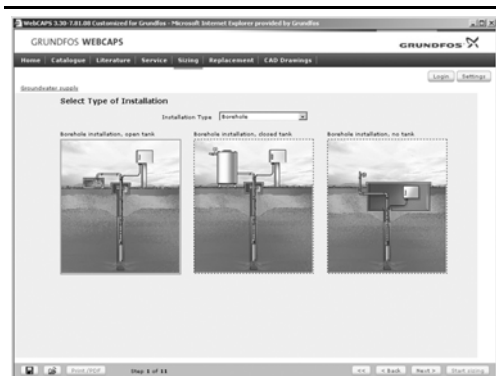 WebCAPS 3.30-7.01.00 Customized for Grundfos - Microsoft Internet Explorer provided by Grundfos
GRUNDFOS WEBCAPS
GRUNDFOS
Home Catalogue Literature Service Sizing Replacement CAD Drawings
Login Settings
Groundwater supply
Select Type of Installation
Installation Type Borehole
Borehole installation, open tank Borehole installation, closed tank Borehole installation, no tank
Print/PDF Step 1 of 11 << < Back Next > Start sizing